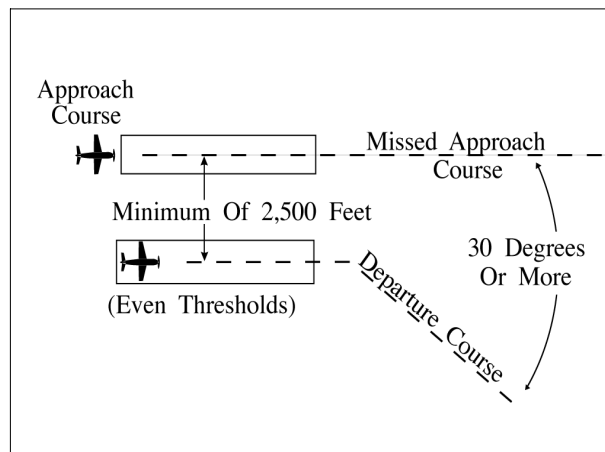 Approach
Course
Missed Approach
Course
Minimum Of 2,500 Feet
30 Degrees
Or More
(Even Thresholds)
Departure Course